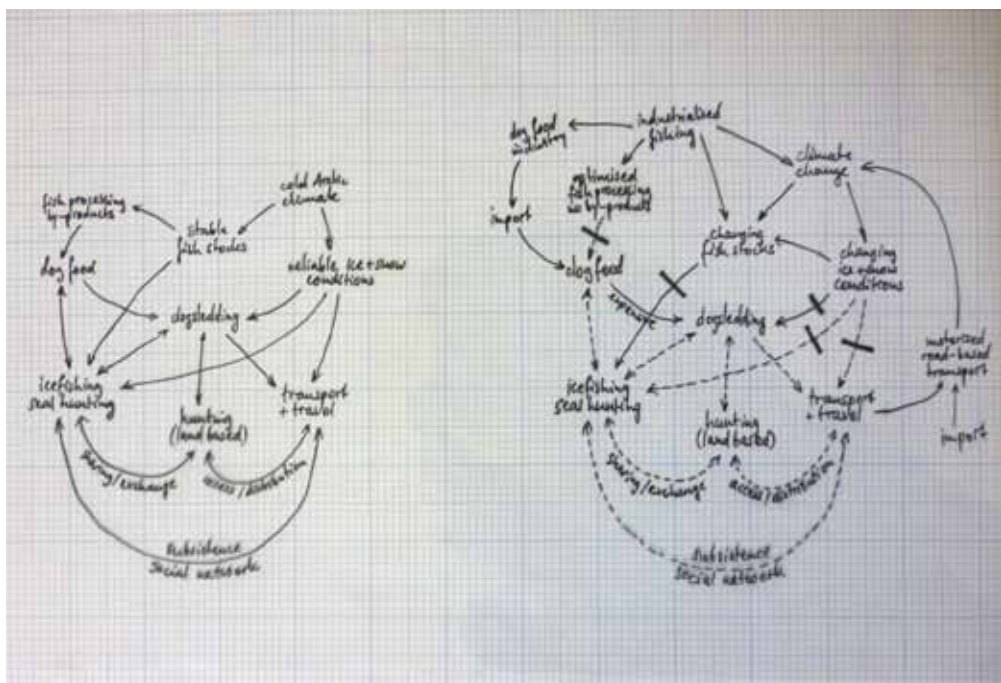 cold Arctic
climate
fish processing
by-products
stable
fish stocks
dog food
reliable ice + snow
conditions
dogsledding
icefishing
seal hunting
hunting
(land based)
transport
+ travel
sharing/exchange
access/distribution
subsistence
social network
dog food
industry
industrialised
fishing
climate
change
optimised
fish processing
no by-products
import
changing
fish stocks
changing
ice + snow
conditions
dog food
expensive
dogsledding
motorised
road-based
transport
icefishing
seal hunting
hunting
(land based)
transport
+ travel
import
sharing/exchange
access/distribution
subsistence
social network